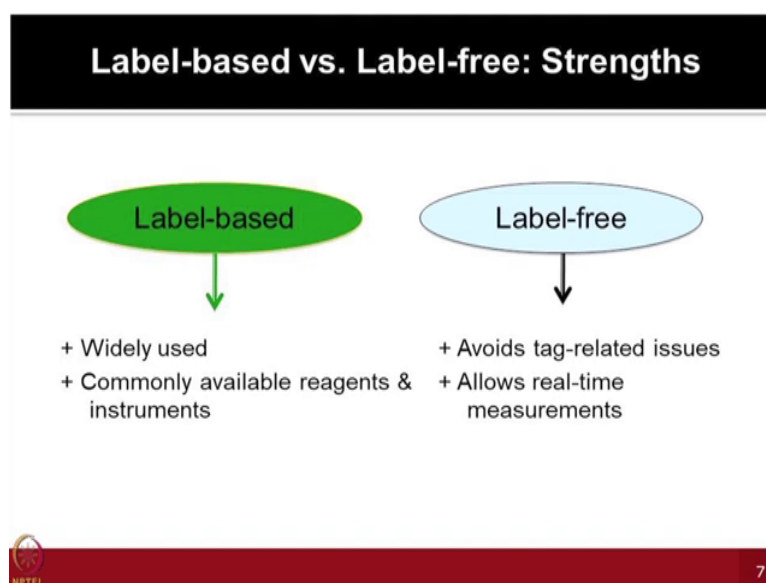 Label-based vs. Label-free: Strengths
Label-based
Label-free
+ Widely used
+ Commonly available reagents &
instruments
+ Avoids tag-related issues
+ Allows real-time
measurements
NPTEL
7